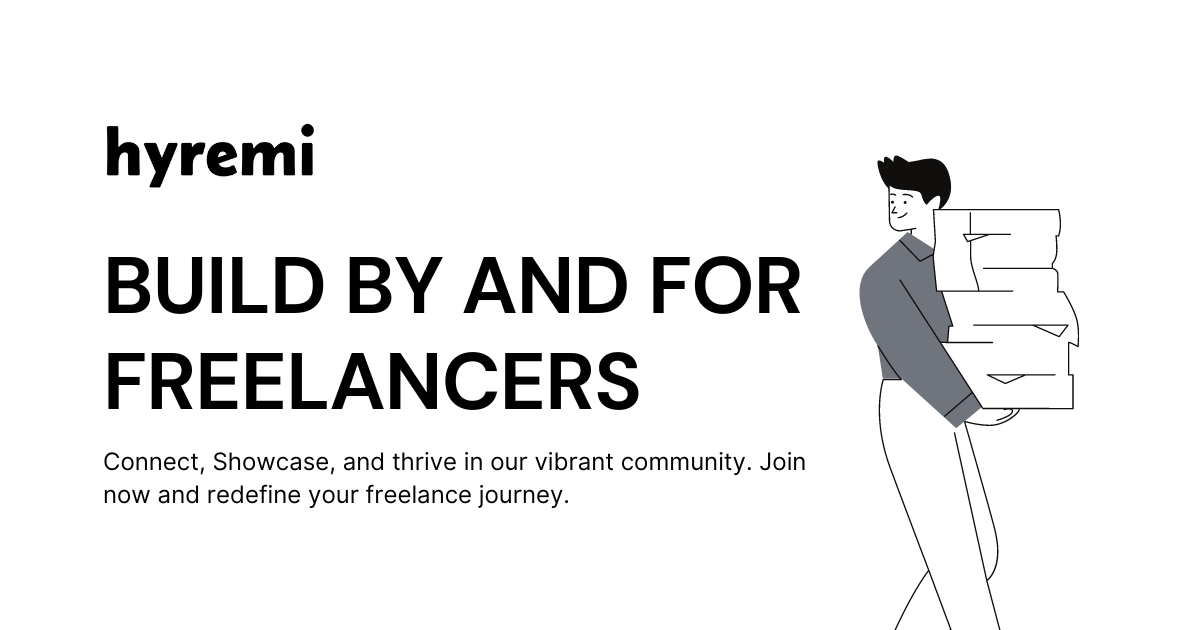 hyremi
BUILD BY AND FOR
FREELANCERS
Connect, Showcase, and thrive in our vibrant community. Join
now and redefine your freelance journey.